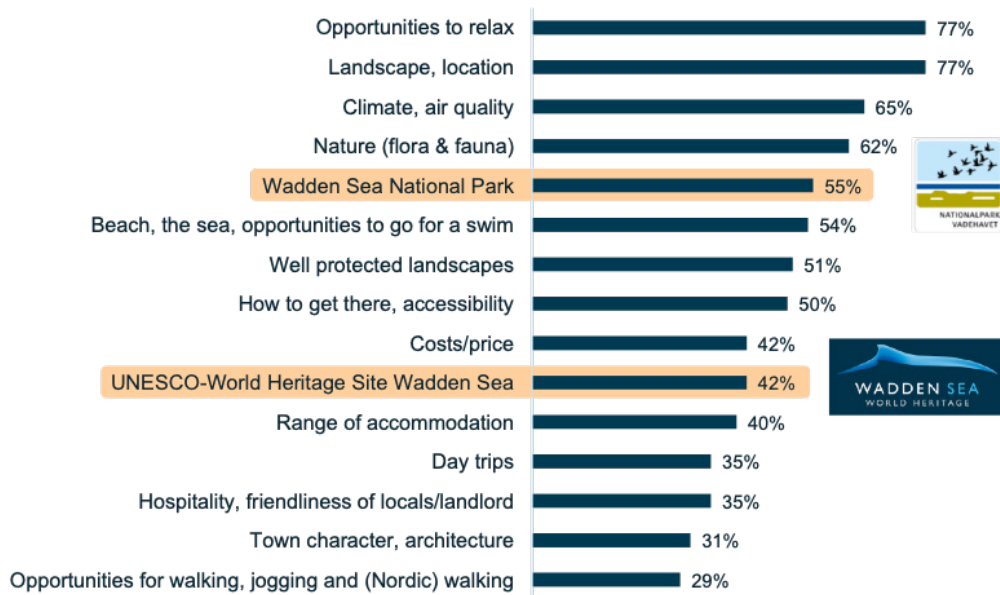 Opportunities to relax 77%
Landscape, location 77%
Climate, air quality 65%
Nature (flora & fauna) 62%
Wadden Sea National Park 55%
NATIONALPARK
VADEHAVET
Beach, the sea, opportunities to go for a swim 54%
Well protected landscapes 51%
How to get there, accessibility 50%
Costs/price 42%
UNESCO-World Heritage Site Wadden Sea 42%
WADDEN SEA
WORLD HERITAGE
Range of accommodation 40%
Day trips 35%
Hospitality, friendliness of locals/landlord 35%
Town character, architecture 31%
Opportunities for walking, jogging and (Nordic) walking 29%